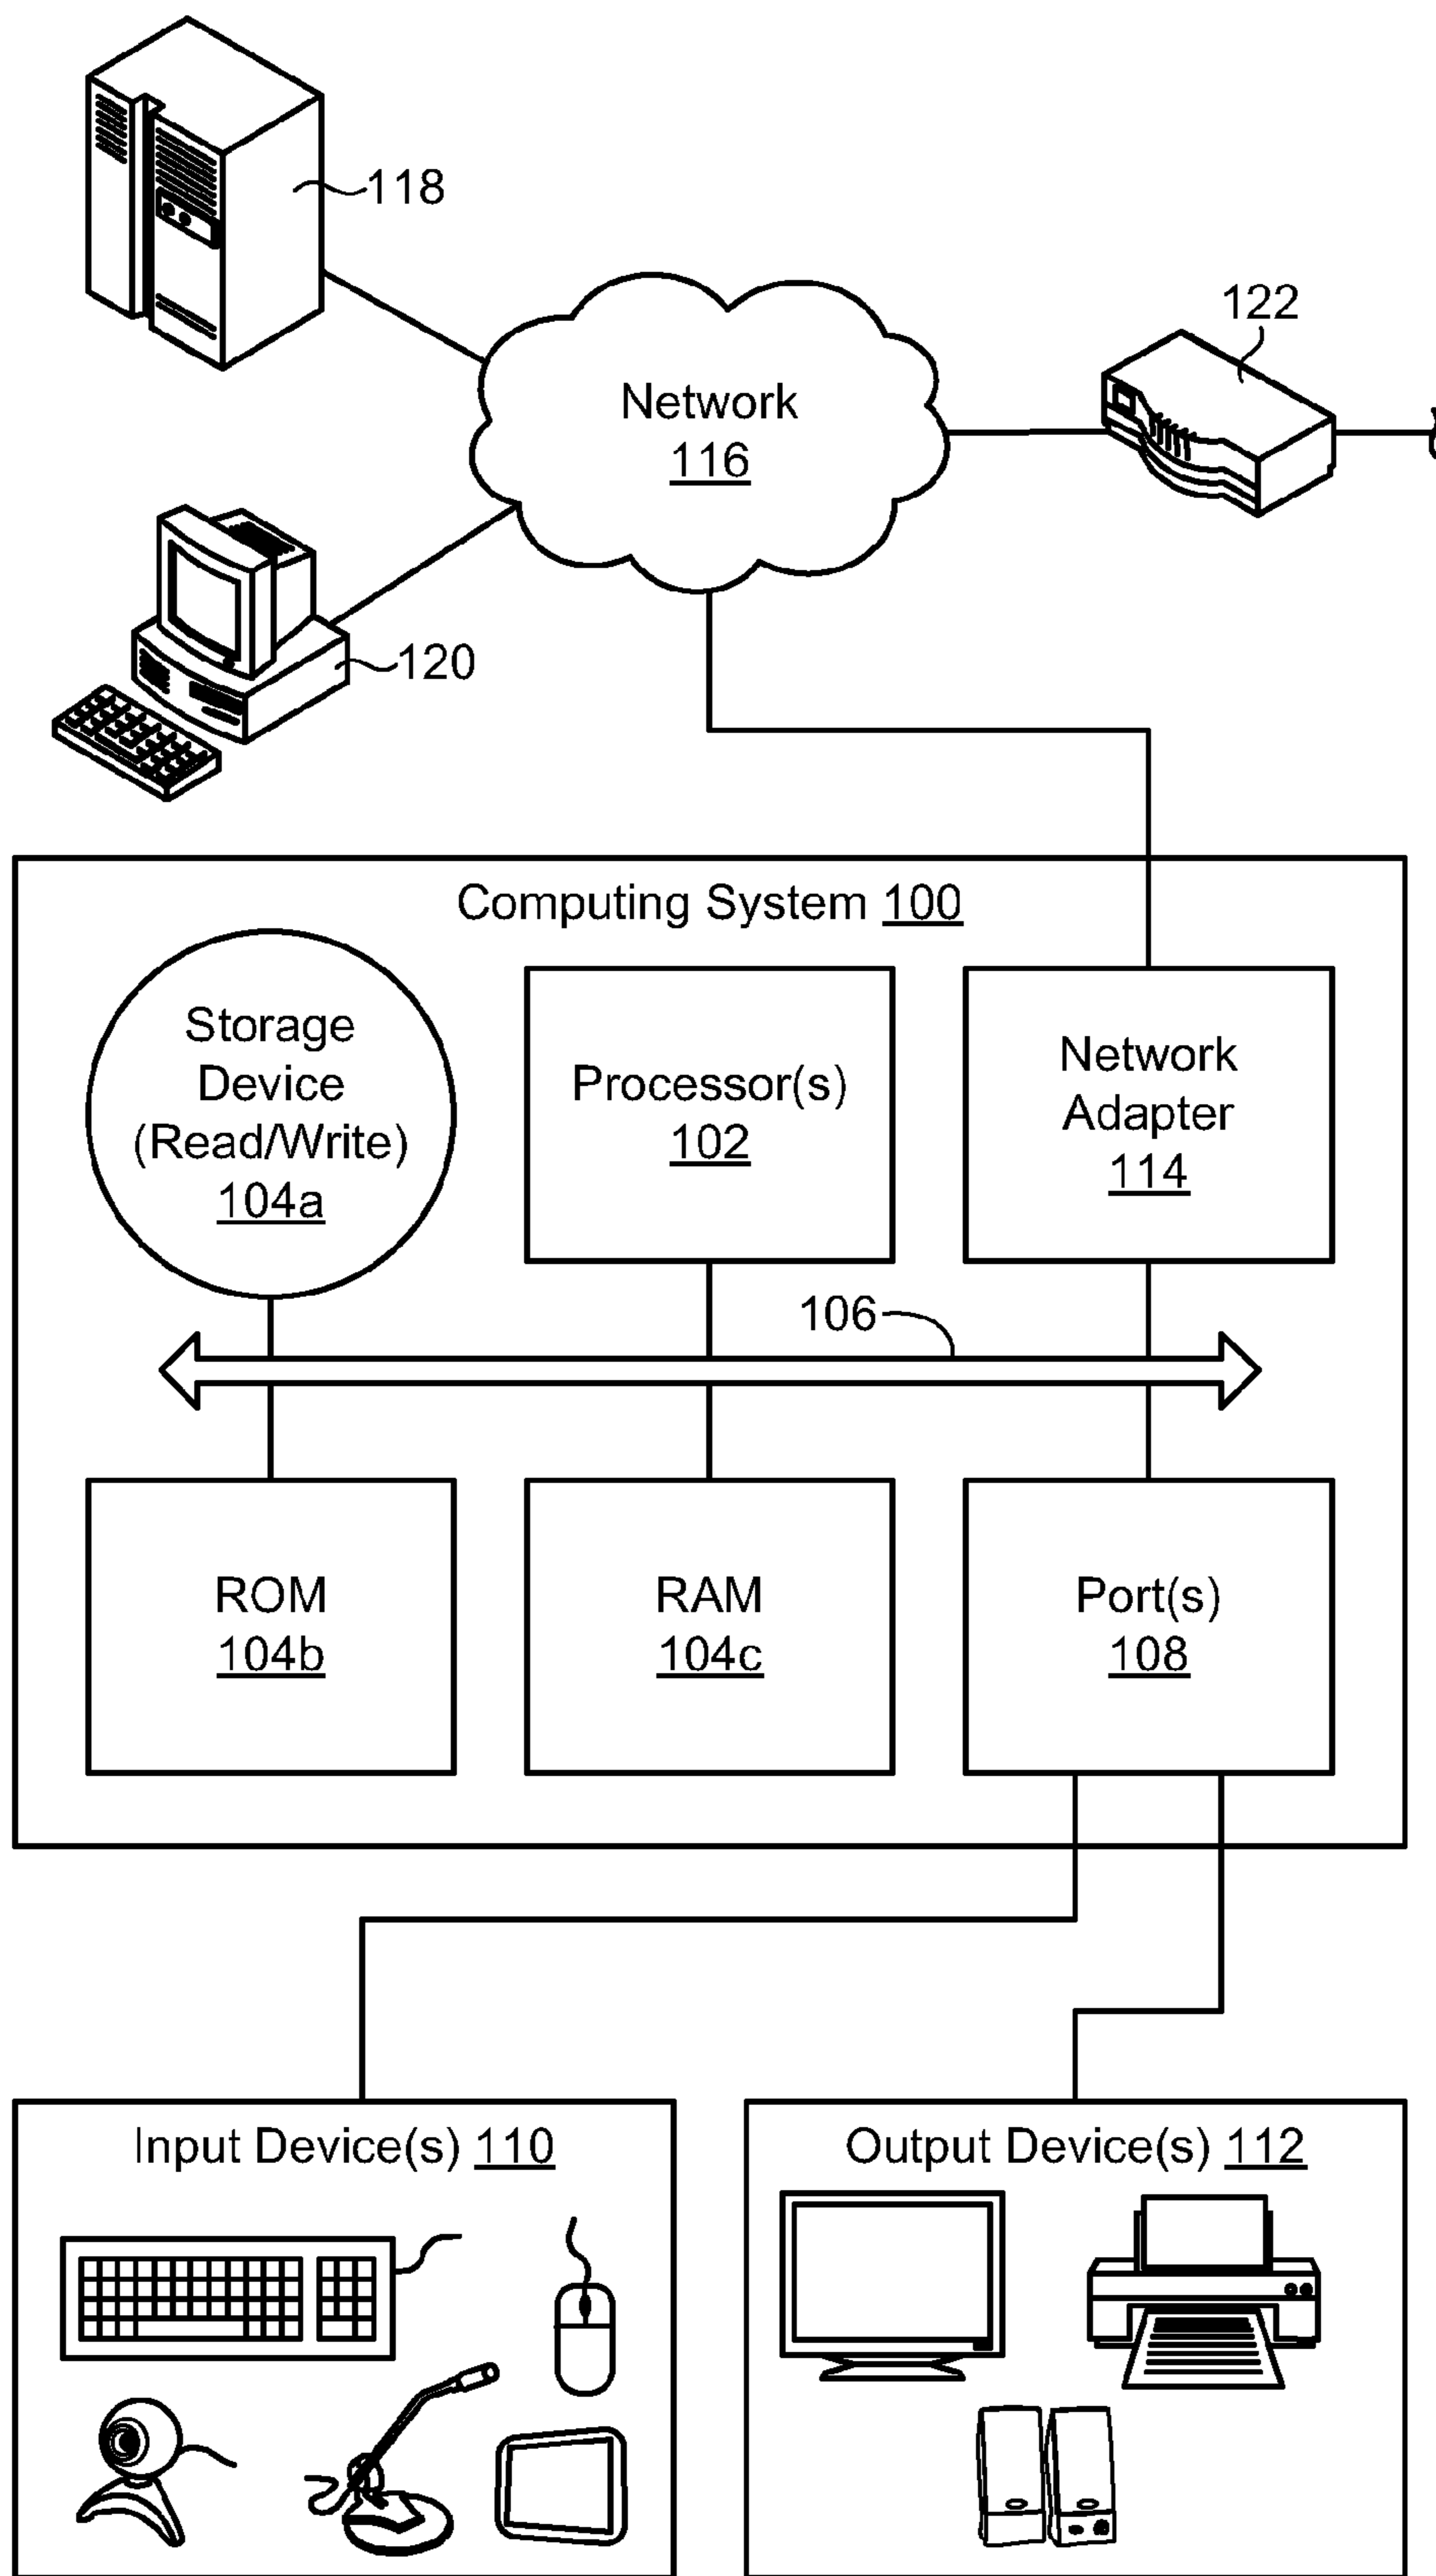 118
122
Network
116
120
Computing System 100
Storage
Device
(Read/Write)
104a
Processor(s)
102
Network
Adapter
114
106
ROM
104b
RAM
104c
Port(s)
108
Input Device(s) 110
Output Device(s) 112